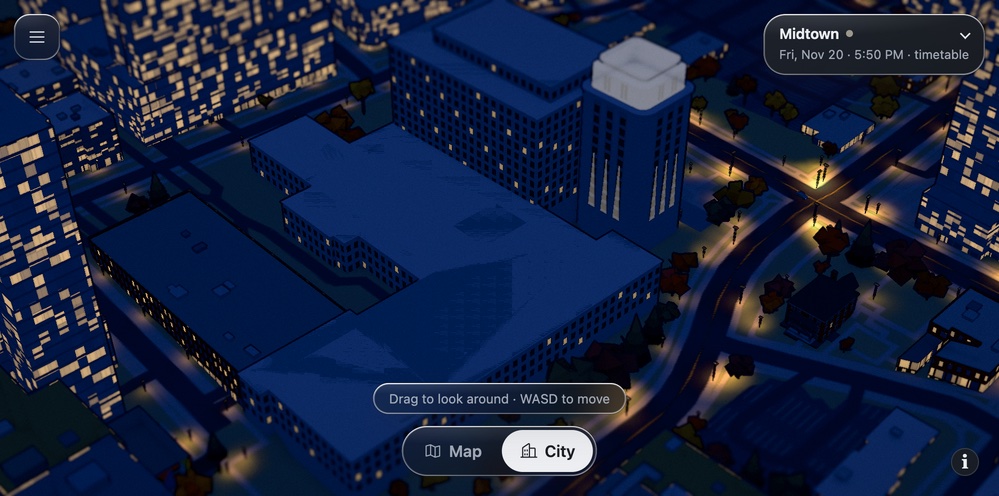 Midtown
Fri, Nov 20 · 5:50 PM · timetable
Drag to look around · WASD to move
Map
City